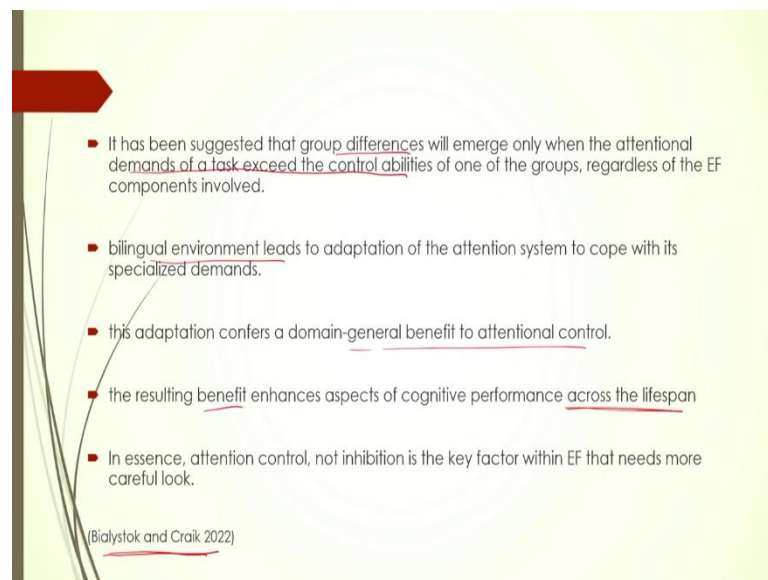 It has been suggested that group differences will emerge only when the attentional
demands of a task exceed the control abilities of one of the groups, regardless of the EF
components involved.
bilingual environment leads to adaptation of the attention system to cope with its
specialized demands.
this adaptation confers a domain-general benefit to attentional control.
the resulting benefit enhances aspects of cognitive performance across the lifespan
In essence, attention control, not inhibition is the key factor within EF that needs more
careful look.
(Bialystok and Craik 2022)